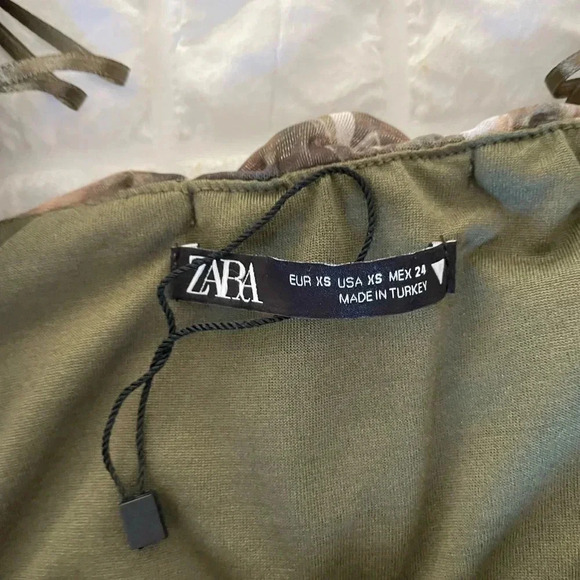 ZARA
EUR XS USA XS MEX 24
MADE IN TURKEY